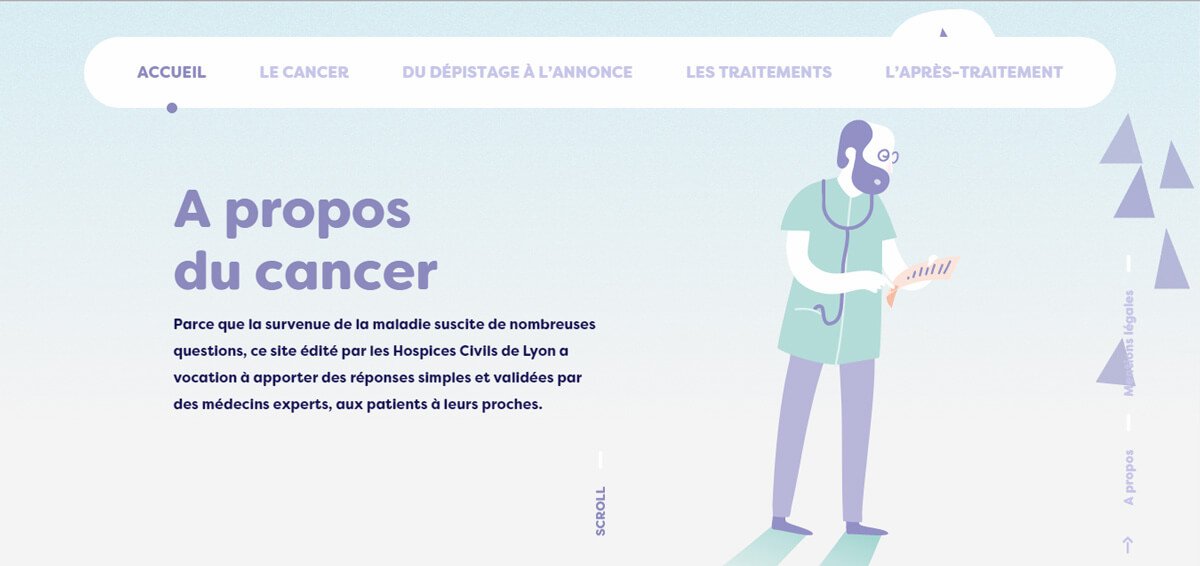 ACCUEIL LE CANCER DU DÉPISTAGE À L'ANNONCE LES TRAITEMENTS L'APRÈS-TRAITEMENT
A propos
du cancer
Parce que la survenue de la maladie suscite de nombreuses
questions, ce site édité par les Hospices Civils de Lyon a
vocation à apporter des réponses simples et validées par
des médecins experts, aux patients à leurs proches.
SCROLL
Mentions légales
A propos